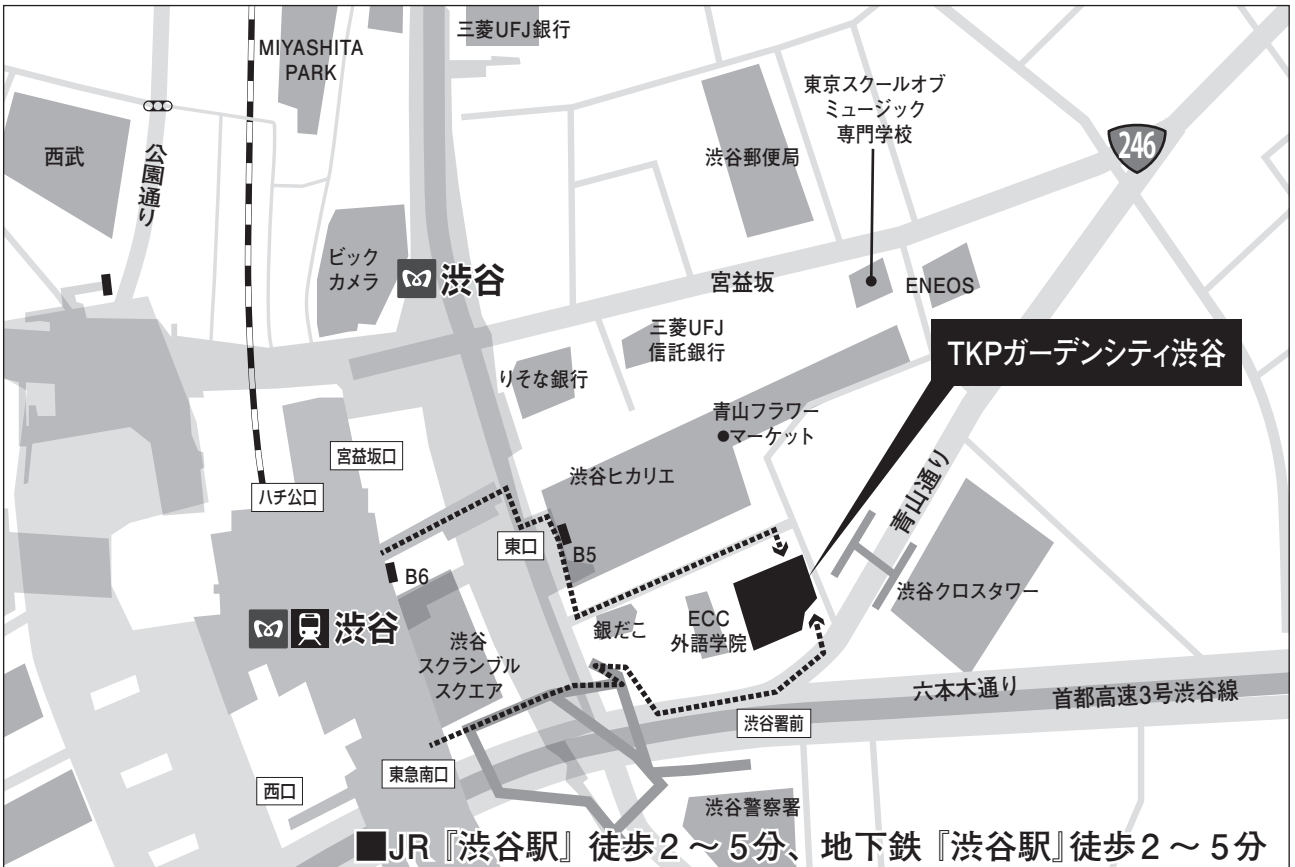 三菱UFJ銀行
MIYASHITA
PARK
東京スクールオブ
ミュージック
専門学校
246
西武
公園通り
渋谷郵便局
ビック
カメラ
渋谷
宮益坂
ENEOS
三菱UFJ
信託銀行
TKPガーデンシティ渋谷
りそな銀行
青山フラワー
●マーケット
宮益坂口
渋谷ヒカリエ
ハチ公口
青山通り
東口
B5
B6
渋谷クロスタワー
渋谷
銀だこ
ECC
外語学院
渋谷
スクランブル
スクエア
六本木通り
首都高速3号渋谷線
渋谷署前
東急南口
西口
渋谷警察署
■JR『渋谷駅』徒歩2～5分、地下鉄『渋谷駅』徒歩2～5分